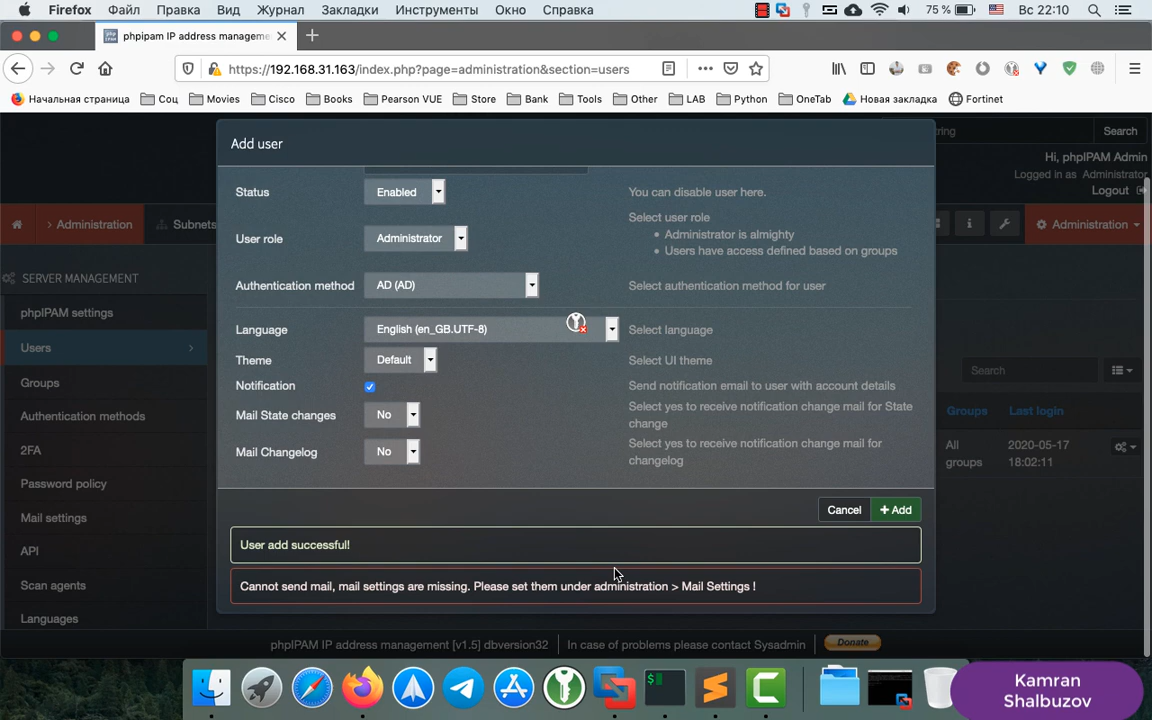 Firefox Файл Правка Вид Журнал Закладки Инструменты Окно Справка 75 % Вс 22:10
phpipam IP address manageme
https://192.168.31.163/index.php?page=administration&section=users
Начальная страница Соц Movies Cisco Books Pearson VUE Store Bank Tools Other LAB Python OneTab Новая закладка Fortinet
Add user
Search
Hi, phpIPAM Admin
Logged in as Administrator
Logout
Administration
Subnets
Administration
SERVER MANAGEMENT
phpIPAM settings
Users
Groups
Authentication methods
2FA
Password policy
Mail settings
API
Scan agents
Languages
Status Enabled You can disable user here.
Select user role
User role Administrator • Administrator is almighty
• Users have access defined based on groups
Authentication method AD (AD) Select authentication method for user
Language English (en_GB.UTF-8) Select language
Theme Default Select UI theme
Notification Send notification email to user with account details
Mail State changes No Select yes to receive notification change mail for State
change
Mail Changelog No Select yes to receive notification change mail for
changelog
Cancel + Add
User add successful!
Cannot send mail, mail settings are missing. Please set them under administration > Mail Settings !
Search
Groups Last login
All
groups
2020-05-17
18:02:11
phpIPAM IP address management [v1.5] dbversion32 In case of problems please contact Sysadmin Donate
Kamran
Shalbuzov